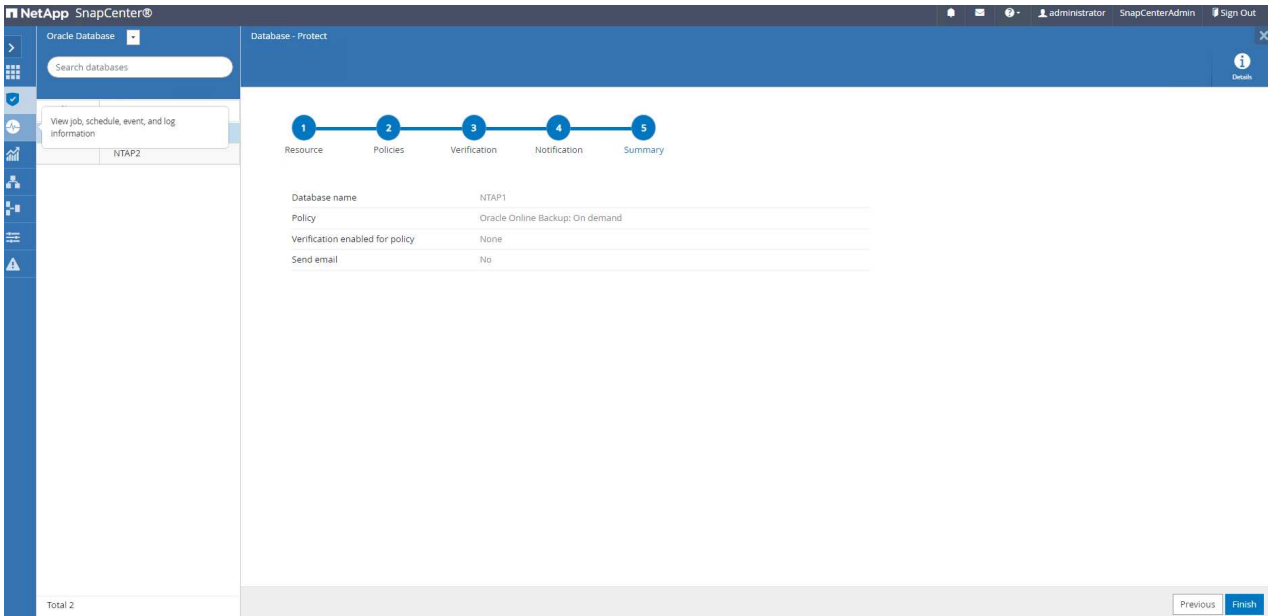 NetApp SnapCenter®
administrator SnapCenterAdmin Sign Out
Oracle Database
Search databases
View job, schedule, event, and log
information
NTAP2
Total 2
Database - Protect
Details
1 2 3 4 5
Resource Policies Verification Notification Summary
Database name NTAP1
Policy Oracle Online Backup: On demand
Verification enabled for policy None
Send email No
Previous Finish